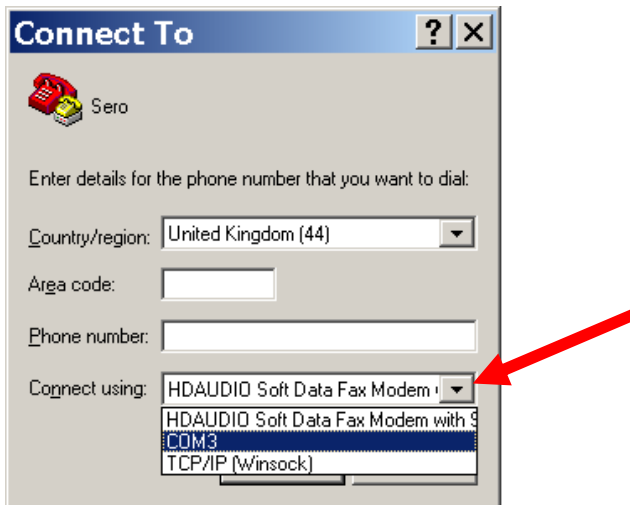 Connect To
Sero
Enter details for the phone number that you want to dial:
Country/region: United Kingdom (44)
Area code:
Phone number:
Connect using: HDAUDIO Soft Data Fax Modem
HDAUDIO Soft Data Fax Modem with
COM3
TCP/IP (Winsock)